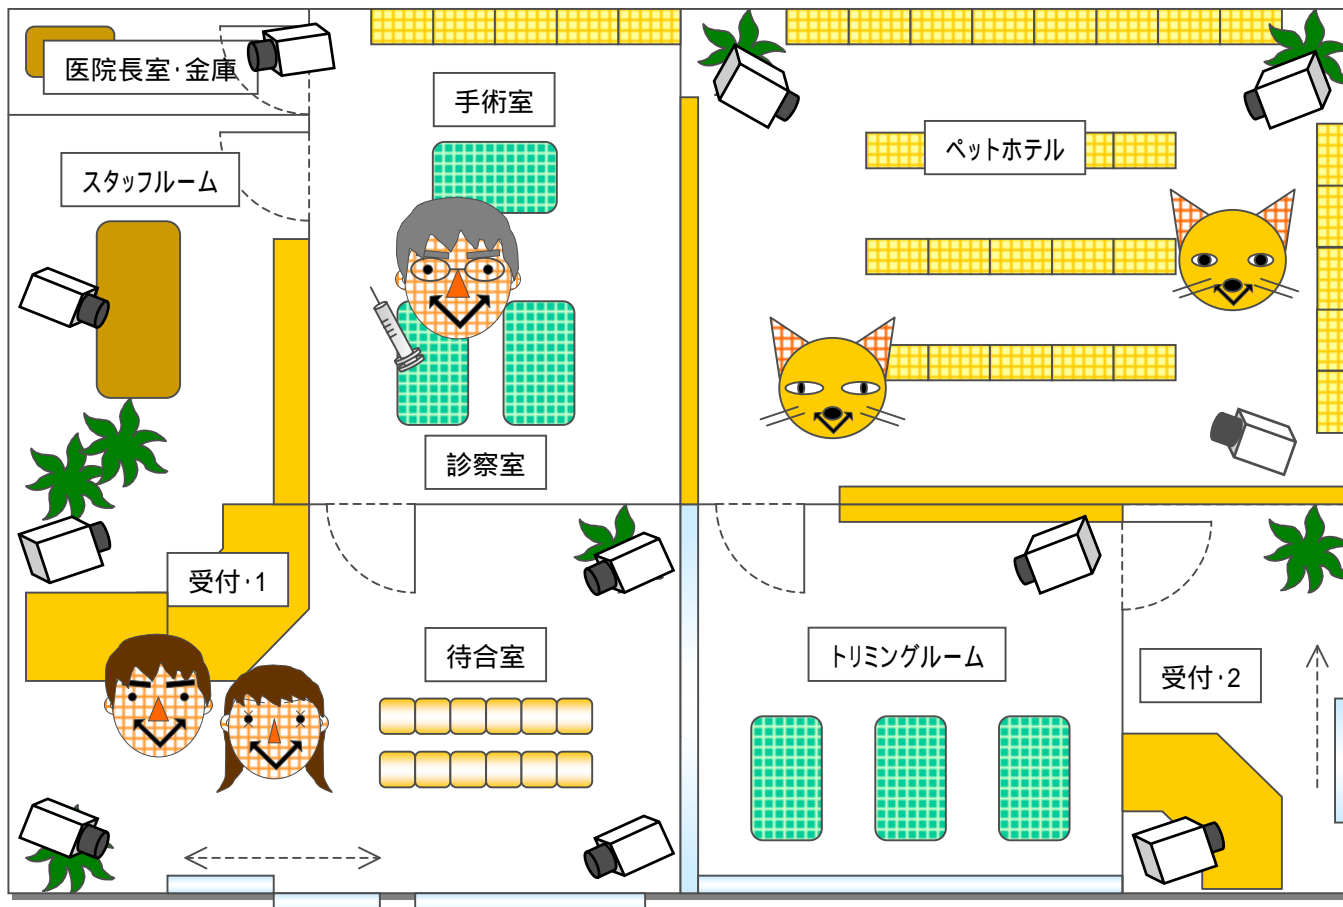 医院長室・金庫
手術室
ペットホテル
スタッフルーム
診察室
受付・1
待合室
トリミングルーム
受付・2